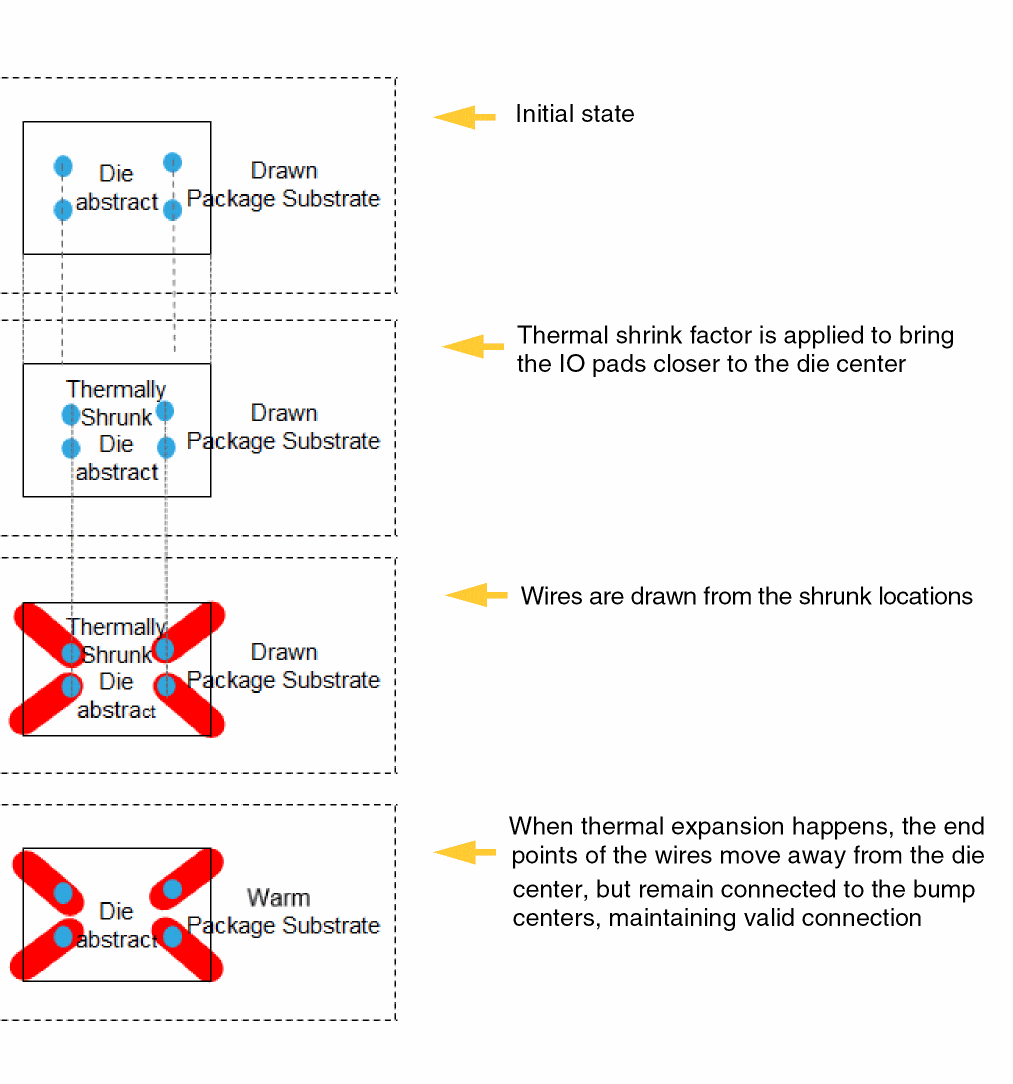 Initial state
Die
abstract
Drawn
Package Substrate
Thermal shrink factor is applied to bring
the IO pads closer to the die center
Thermally
Shrunk
Die
abstract
Drawn
Package Substrate
Wires are drawn from the shrunk locations
Thermally
Shrunk
Die
abstract
Drawn
Package Substrate
When thermal expansion happens, the end
points of the wires move away from the die
center, but remain connected to the bump
centers, maintaining valid connection
Die
abstract
Warm
Package Substrate